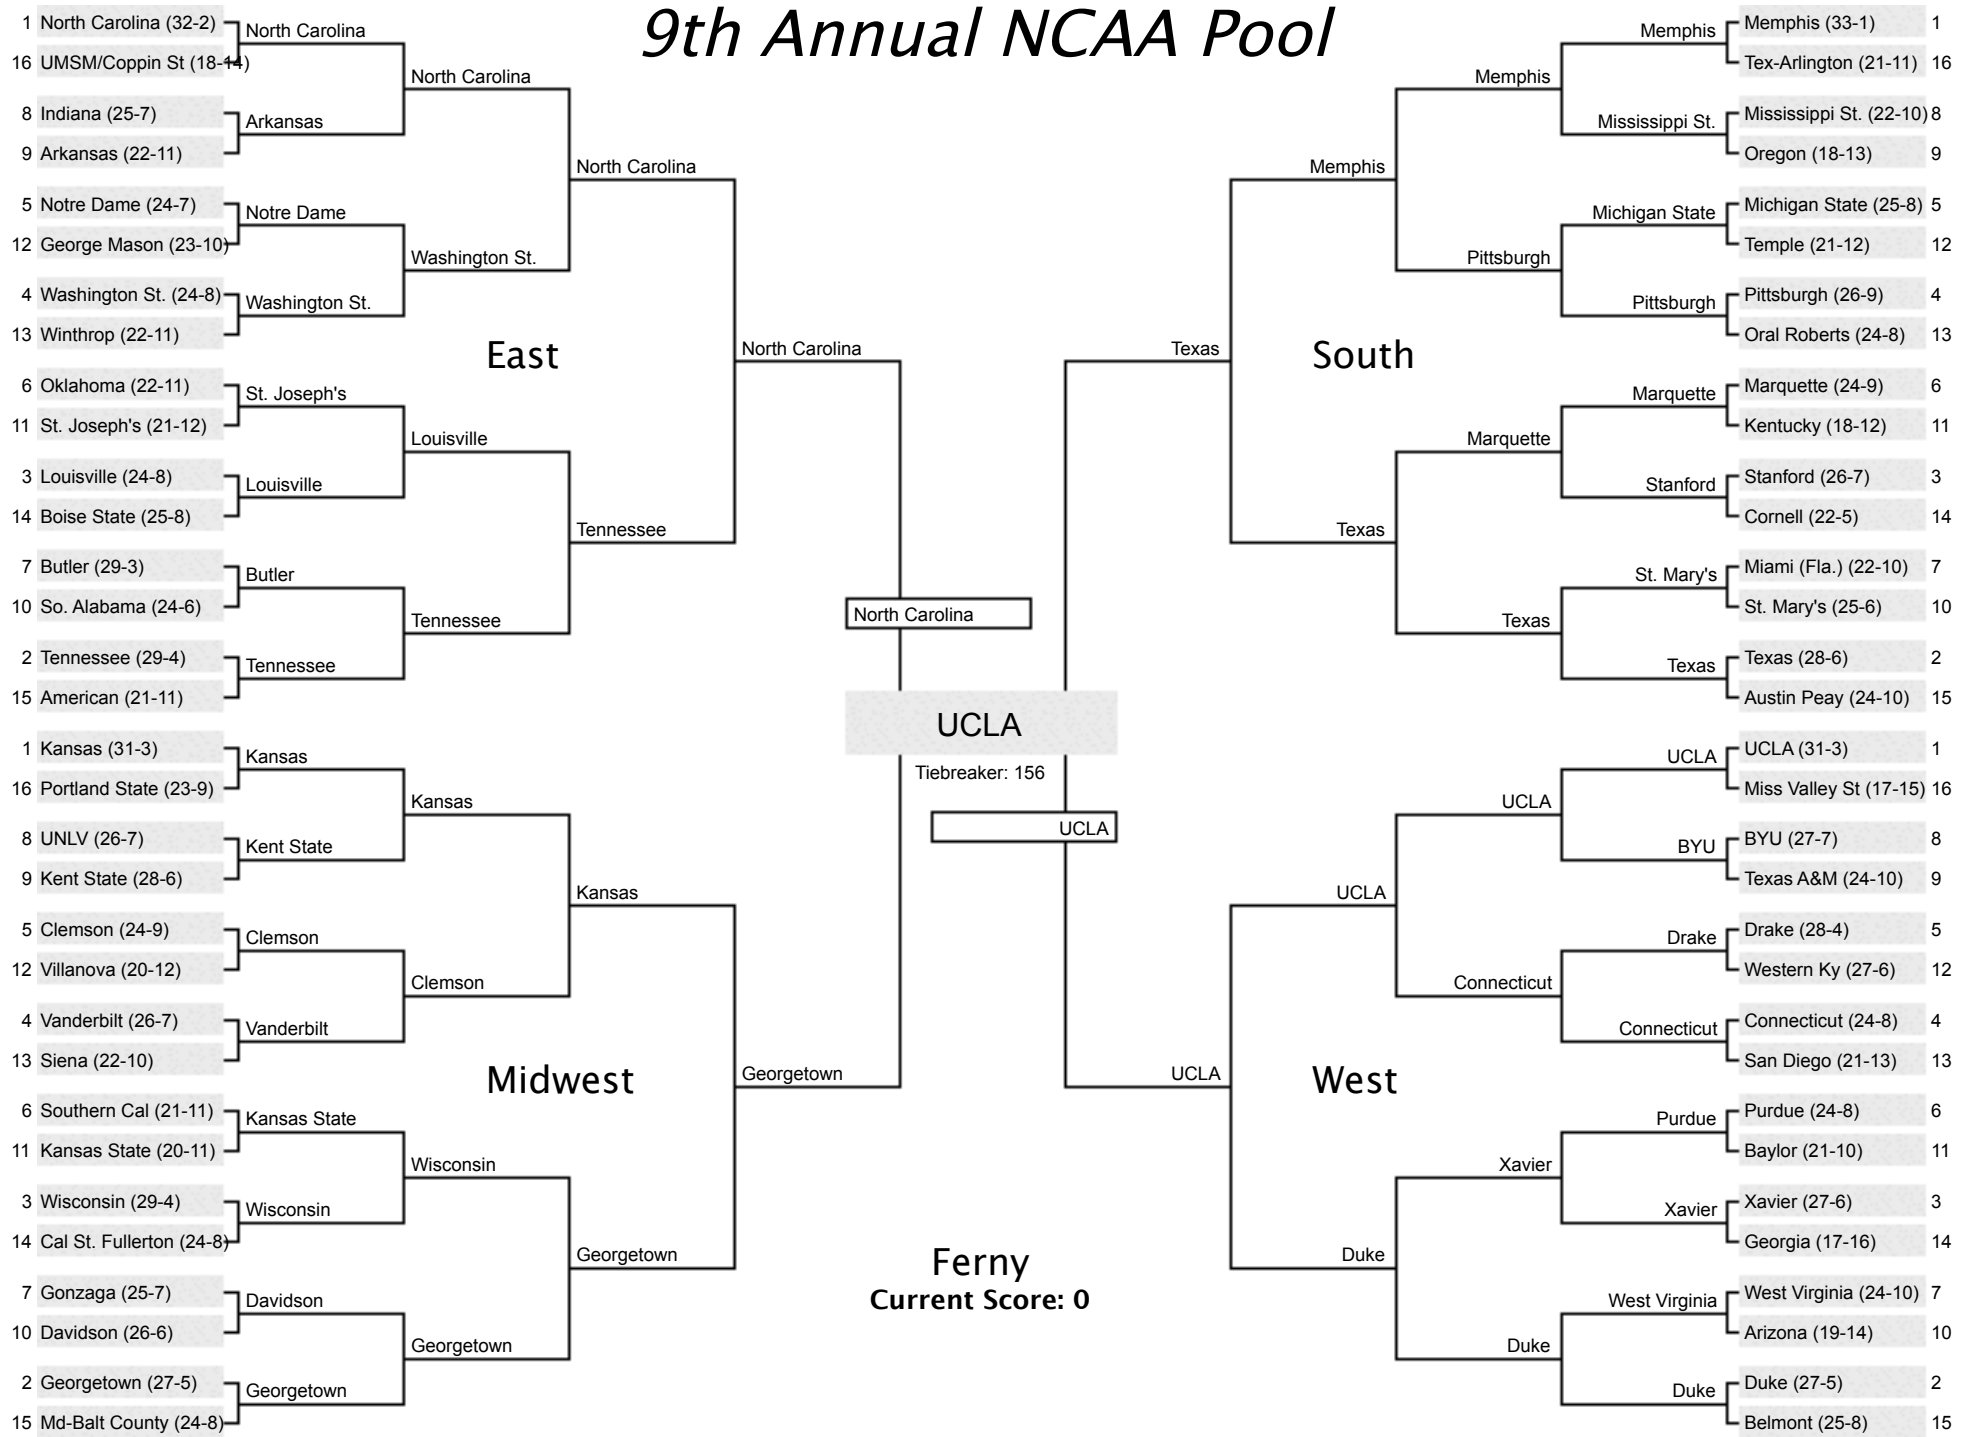 9th Annual NCAA Pool
1 North Carolina (32-2)
16 UMSM/Coppin St (18-14)
8 Indiana (25-7)
9 Arkansas (22-11)
5 Notre Dame (24-7)
12 George Mason (23-10)
4 Washington St. (24-8)
13 Winthrop (22-11)
6 Oklahoma (22-11)
11 St. Joseph's (21-12)
3 Louisville (24-8)
14 Boise State (25-8)
7 Butler (29-3)
10 So. Alabama (24-6)
2 Tennessee (29-4)
15 American (21-11)
North Carolina
Arkansas
Notre Dame
Washington St.
St. Joseph's
Louisville
Butler
Tennessee
North Carolina
Washington St.
Louisville
Tennessee
North Carolina
Tennessee
East
North Carolina
1 Kansas (31-3)
16 Portland State (23-9)
8 UNLV (26-7)
9 Kent State (28-6)
5 Clemson (24-9)
12 Villanova (20-12)
4 Vanderbilt (26-7)
13 Siena (22-10)
6 Southern Cal (21-11)
11 Kansas State (20-11)
3 Wisconsin (29-4)
14 Cal St. Fullerton (24-8)
7 Gonzaga (25-7)
10 Davidson (26-6)
2 Georgetown (27-5)
15 Md-Balt County (24-8)
Kansas
Kent State
Clemson
Vanderbilt
Kansas State
Wisconsin
Davidson
Georgetown
Kansas
Clemson
Wisconsin
Georgetown
Kansas
Georgetown
Midwest
Georgetown
North Carolina
UCLA
Tiebreaker: 156
UCLA
Ferny
Current Score: 0
Memphis (33-1) 1
Tex-Arlington (21-11) 16
Mississippi St. (22-10) 8
Oregon (18-13) 9
Michigan State (25-8) 5
Temple (21-12) 12
Pittsburgh (26-9) 4
Oral Roberts (24-8) 13
Marquette (24-9) 6
Kentucky (18-12) 11
Stanford (26-7) 3
Cornell (22-5) 14
Miami (Fla.) (22-10) 7
St. Mary's (25-6) 10
Texas (28-6) 2
Austin Peay (24-10) 15
Memphis
Mississippi St.
Michigan State
Pittsburgh
Marquette
Stanford
St. Mary's
Texas
Memphis
Pittsburgh
Marquette
Texas
Memphis
Texas
South
Texas
UCLA (31-3) 1
Miss Valley St (17-15) 16
BYU (27-7) 8
Texas A&M (24-10) 9
Drake (28-4) 5
Western Ky (27-6) 12
Connecticut (24-8) 4
San Diego (21-13) 13
Purdue (24-8) 6
Baylor (21-10) 11
Xavier (27-6) 3
Georgia (17-16) 14
West Virginia (24-10) 7
Arizona (19-14) 10
Duke (27-5) 2
Belmont (25-8) 15
UCLA
BYU
Drake
Connecticut
Purdue
Xavier
West Virginia
Duke
UCLA
Connecticut
Xavier
Duke
UCLA
Duke
West
UCLA